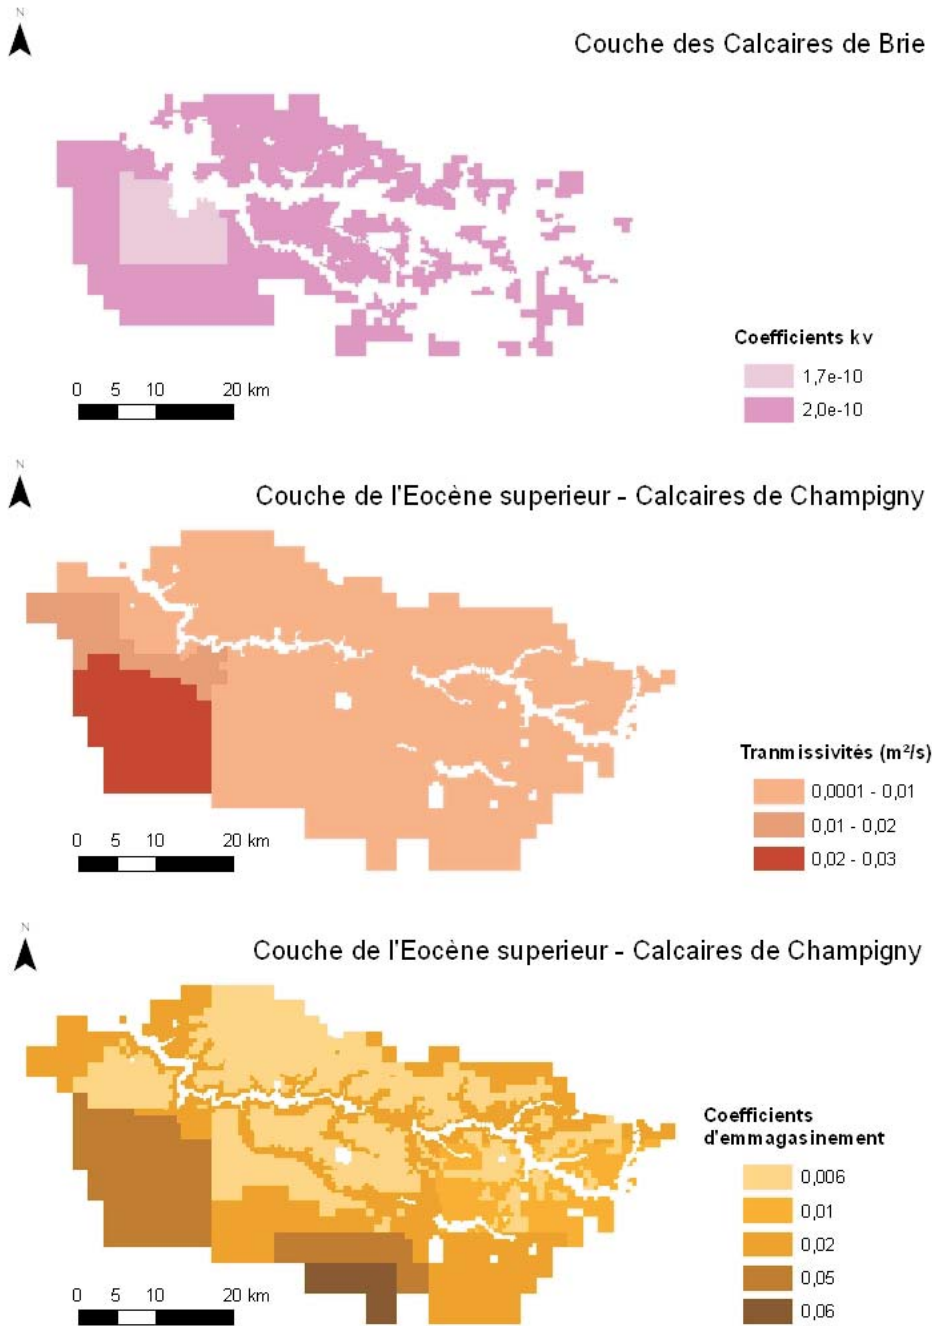 N
Couche des Calcaires de Brie
Coefficients kv
1,7e-10
2,0e-10
0 5 10 20 km
N
Couche de l'Eocène superieur - Calcaires de Champigny
Tranmissivités (m²/s)
0,0001 - 0,01
0,01 - 0,02
0,02 - 0,03
0 5 10 20 km
N
Couche de l'Eocène superieur - Calcaires de Champigny
Coefficients
d'emmagasinement
0,006
0,01
0,02
0,05
0,06
0 5 10 20 km